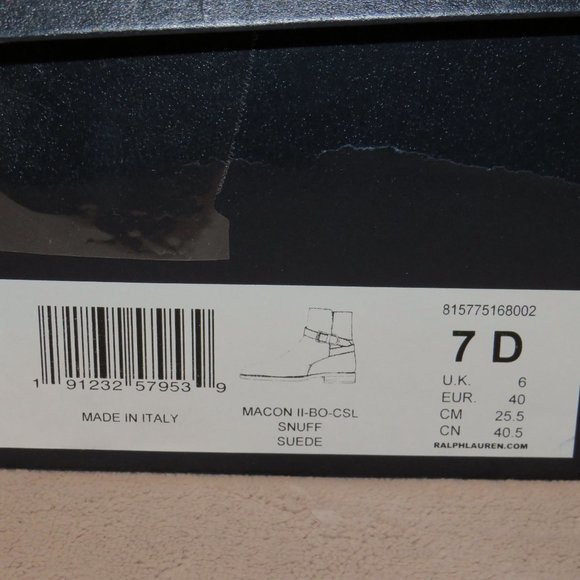 1 91232 57953 9
MADE IN ITALY
MACON II-BO-CSL
SNUFF
SUEDE
815775168002
7 D
U.K. 6
EUR. 40
CM 25.5
CN 40.5
RALPHLAUREN.COM